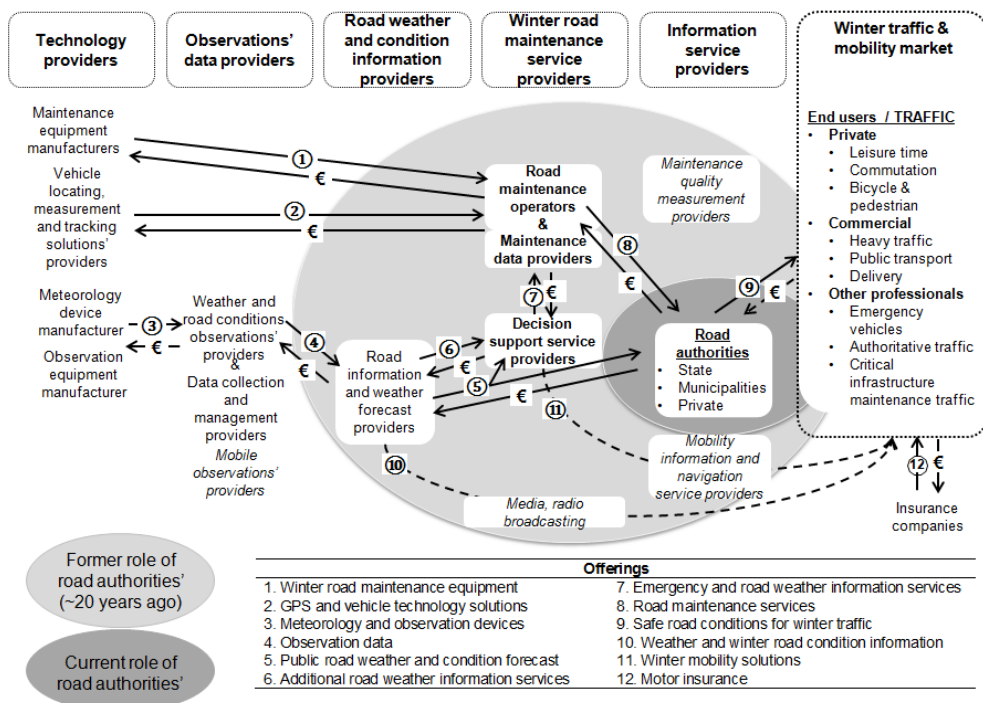 Technology
providers
Observations’
data providers
Road weather
and condition
information
providers
Winter road
maintenance
service
providers
Information
service
providers
Winter traffic &
mobility market
Maintenance
equipment
manufacturers
Vehicle
locating,
measurement
and tracking
solutions’
providers
Meteorology
device
manufacturer
Observation
equipment
manufacturer
Weather and
road conditions
observations’
providers
&
Data collection
and
management
providers
Mobile
observations’
providers
Road
information
and weather
forecast
providers
Road
maintenance
operators
&
Maintenance
data providers
Decision
support service
providers
Maintenance
quality
measurement
providers
Road
authorities
• State
• Municipalities
• Private
Mobility
information and
navigation
service providers
Media, radio
broadcasting
End users / TRAFFIC
• Private
• Leisure time
• Commutation
• Bicycle &
pedestrian
• Commercial
• Heavy traffic
• Public transport
• Delivery
• Other professionals
• Emergency
vehicles
• Authoritative traffic
• Critical
infrastructure
maintenance traffic
Insurance
companies
1
€
2
€
3
€
4
€
5
€
6
€
7
€
8
€
9
€
10
11
12
€
Former role of
road authorities’
(~20 years ago)
Current role of
road authorities’
Offerings
1. Winter road maintenance equipment
2. GPS and vehicle technology solutions
3. Meteorology and observation devices
4. Observation data
5. Public road weather and condition forecast
6. Additional road weather information services
7. Emergency and road weather information services
8. Road maintenance services
9. Safe road conditions for winter traffic
10. Weather and winter road condition information
11. Winter mobility solutions
12. Motor insurance